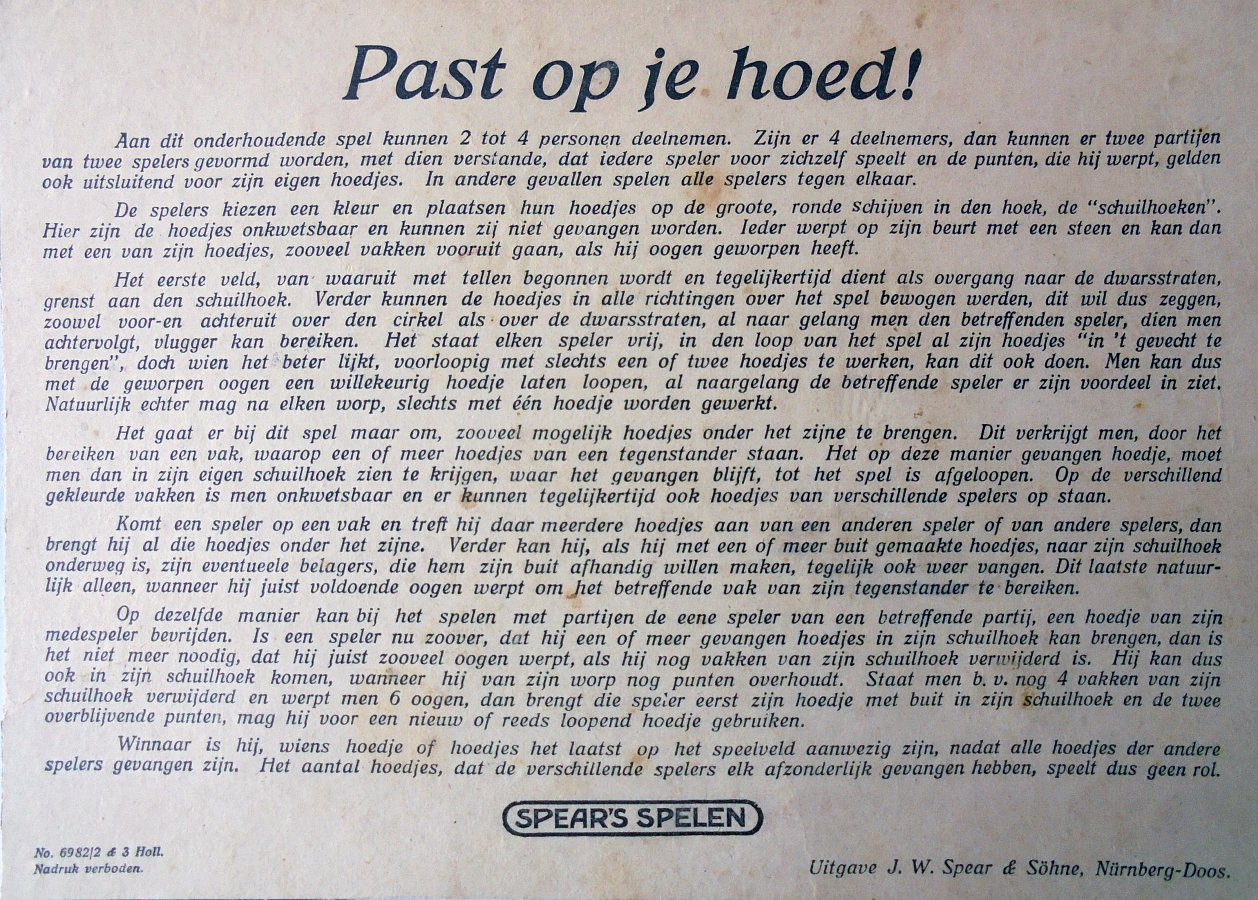 Past op je hoed!
Aan dit onderhoudende spel kunnen 2 tot 4 personen deelnemen. Zijn er 4 deelnemers, dan kunnen er twee partijen
van twee spelers gevormd worden, met dien verstande, dat iedere speler voor zichzelf speelt en de punten, die hij werpt, gelden
ook uitsluitend voor zijn eigen hoedjes. In andere gevallen spelen alle spelers tegen elkaar.
De spelers kiezen een kleur en plaatsen hun hoedjes op de groote, ronde schijven in den hoek, de “schuilhoeken”.
Hier zijn de hoedjes onkwetsbaar en kunnen zij niet gevangen worden. Ieder werpt op zijn beurt met een steen en kan dan
met een van zijn hoedjes, zooveel vakken vooruit gaan, als hij oogen geworpen heeft.
Het eerste veld, van waaruit met tellen begonnen wordt en tegelijkertijd dient als overgang naar de dwarsstraten,
grenst aan den schuilhoek. Verder kunnen de hoedjes in alle richtingen over het spel bewogen werden, dit wil dus zeggen,
zoowel voor-en achteruit over den cirkel als over de dwarsstraten, al naar gelang men den betreffenden speler, dien men
achtervolgt, vlugger kan bereiken. Het staat elken speler vrij, in den loop van het spel al zijn hoedjes “in 't gevecht te
brengen”, doch wien het beter lijkt, voorloopig met slechts een of twee hoedjes te werken, kan dit ook doen. Men kan dus
met de geworpen oogen een willekeurig hoedje laten loopen, al naargelang de betreffende speler er zijn voordeel in ziet.
Natuurlijk echter mag na elken worp, slechts met één hoedje worden gewerkt.
Het gaat er bij dit spel maar om, zooveel mogelijk hoedjes onder het zijne te brengen. Dit verkrijgt men, door het
bereiken van een vak, waarop een of meer hoedjes van een tegenstander staan. Het op deze manier gevangen hoedje, moet
men dan in zijn eigen schuilhoek zien te krijgen, waar het gevangen blijft, tot het spel is afgeloopen. Op de verschillend
gekleurde vakken is men onkwetsbaar en er kunnen tegelijkertijd ook hoedjes van verschillende spelers op staan.
Komt een speler op een vak en treft hij daar meerdere hoedjes aan van een anderen speler of van andere spelers, dan
brengt hij al die hoedjes onder het zijne. Verder kan hij, als hij met een of meer buit gemaakte hoedjes, naar zijn schuilhoek
onderweg is, zijn eventueele belagers, die hem zijn buit afhandig willen maken, tegelijk ook weer vangen. Dit laatste natuur-
lijk alleen, wanneer hij juist voldoende oogen werpt om het betreffende vak van zijn tegenstander te bereiken.
Op dezelfde manier kan bij het spelen met partijen de eene speler van een betreffende partij, een hoedje van zijn
medespeler bevrijden. Is een speler nu zoover, dat hij een of meer gevangen hoedjes in zijn schuilhoek kan brengen, dan is
het niet meer noodig, dat hij juist zooveel oogen werpt, als hij nog vakken van zijn schuilhoek verwijderd is. Hij kan dus
ook in zijn schuilhoek komen, wanneer hij van zijn worp nog punten overhoudt. Staat men b. v. nog 4 vakken van zijn
schuilhoek verwijderd en werpt men 6 oogen, dan brengt die speler eerst zijn hoedje met buit in zijn schuilhoek en de twee
overblijvende punten, mag hij voor een nieuw of reeds loopend hoedje gebruiken.
Winnaar is hij, wiens hoedje of hoedjes het laatst op het speelveld aanwezig zijn, nadat alle hoedjes der andere
spelers gevangen zijn. Het aantal hoedjes, dat de verschillende spelers elk afzonderlijk gevangen hebben, speelt dus geen rol.
SPEAR'S SPELEN
No. 6982/2 & 3 Holl.
Nadruk verboden.
Uitgave J. W. Spear & Söhne, Nürnberg-Doos.